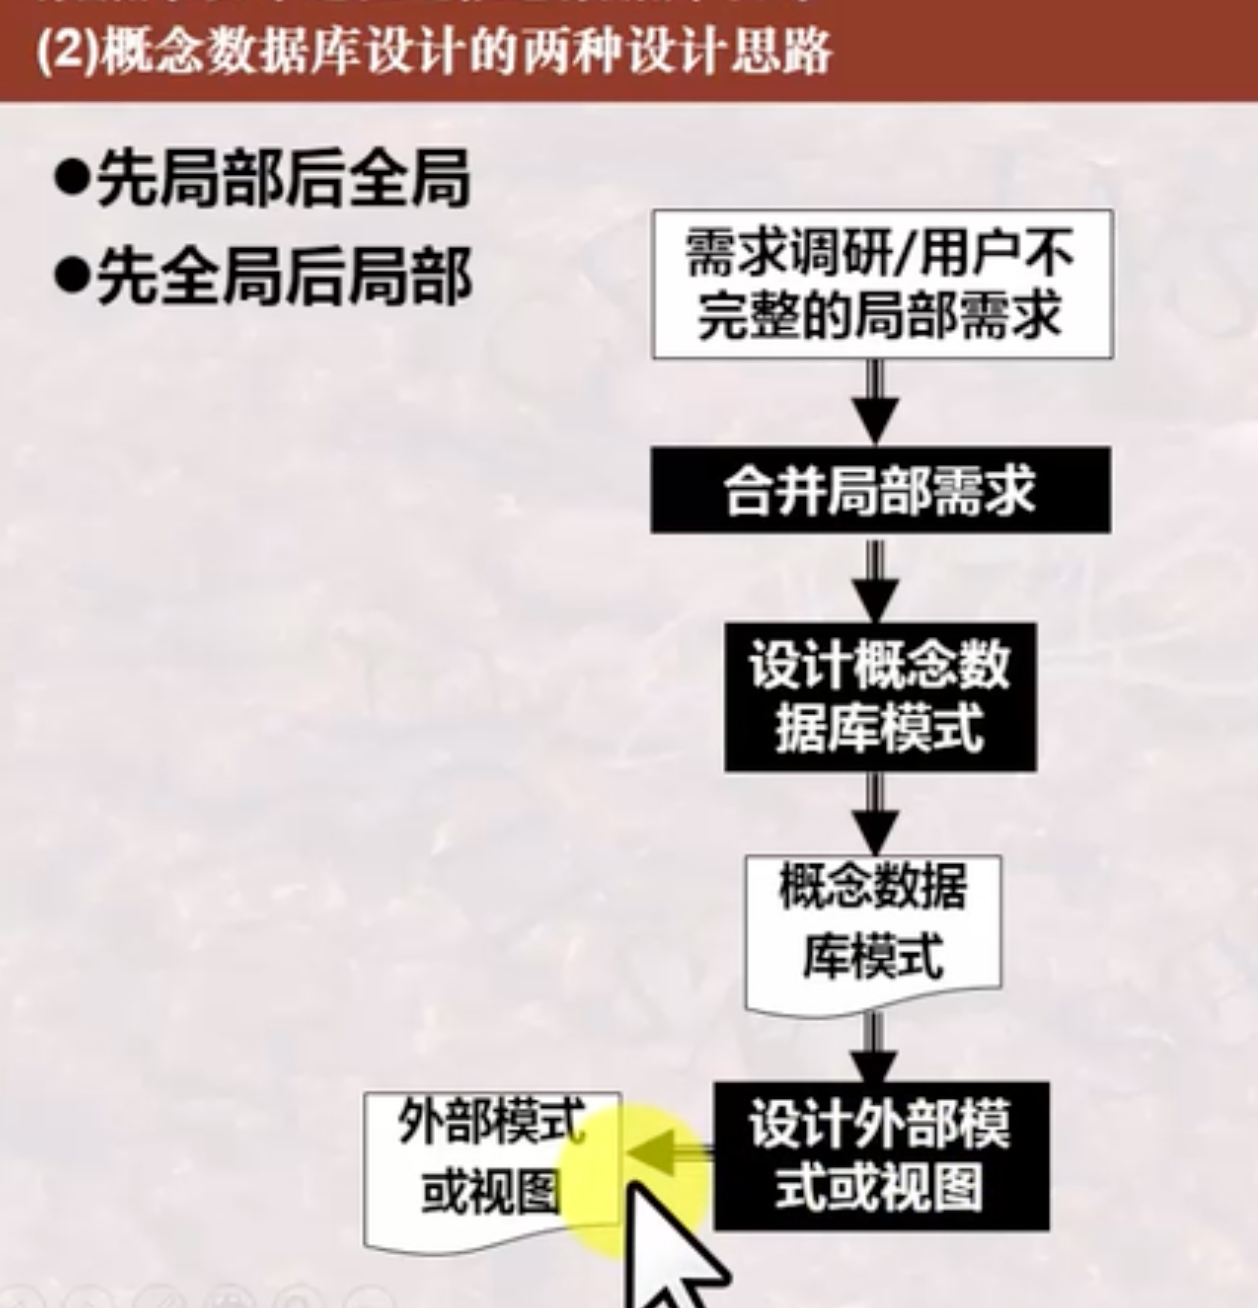 (2)概念数据库设计的两种设计思路
●先局部后全局
●先全局后局部
需求调研/用户不
完整的局部需求
合并局部需求
设计概念数
据库模式
概念数据
库模式
设计外部模
式或视图
外部模式
或视图